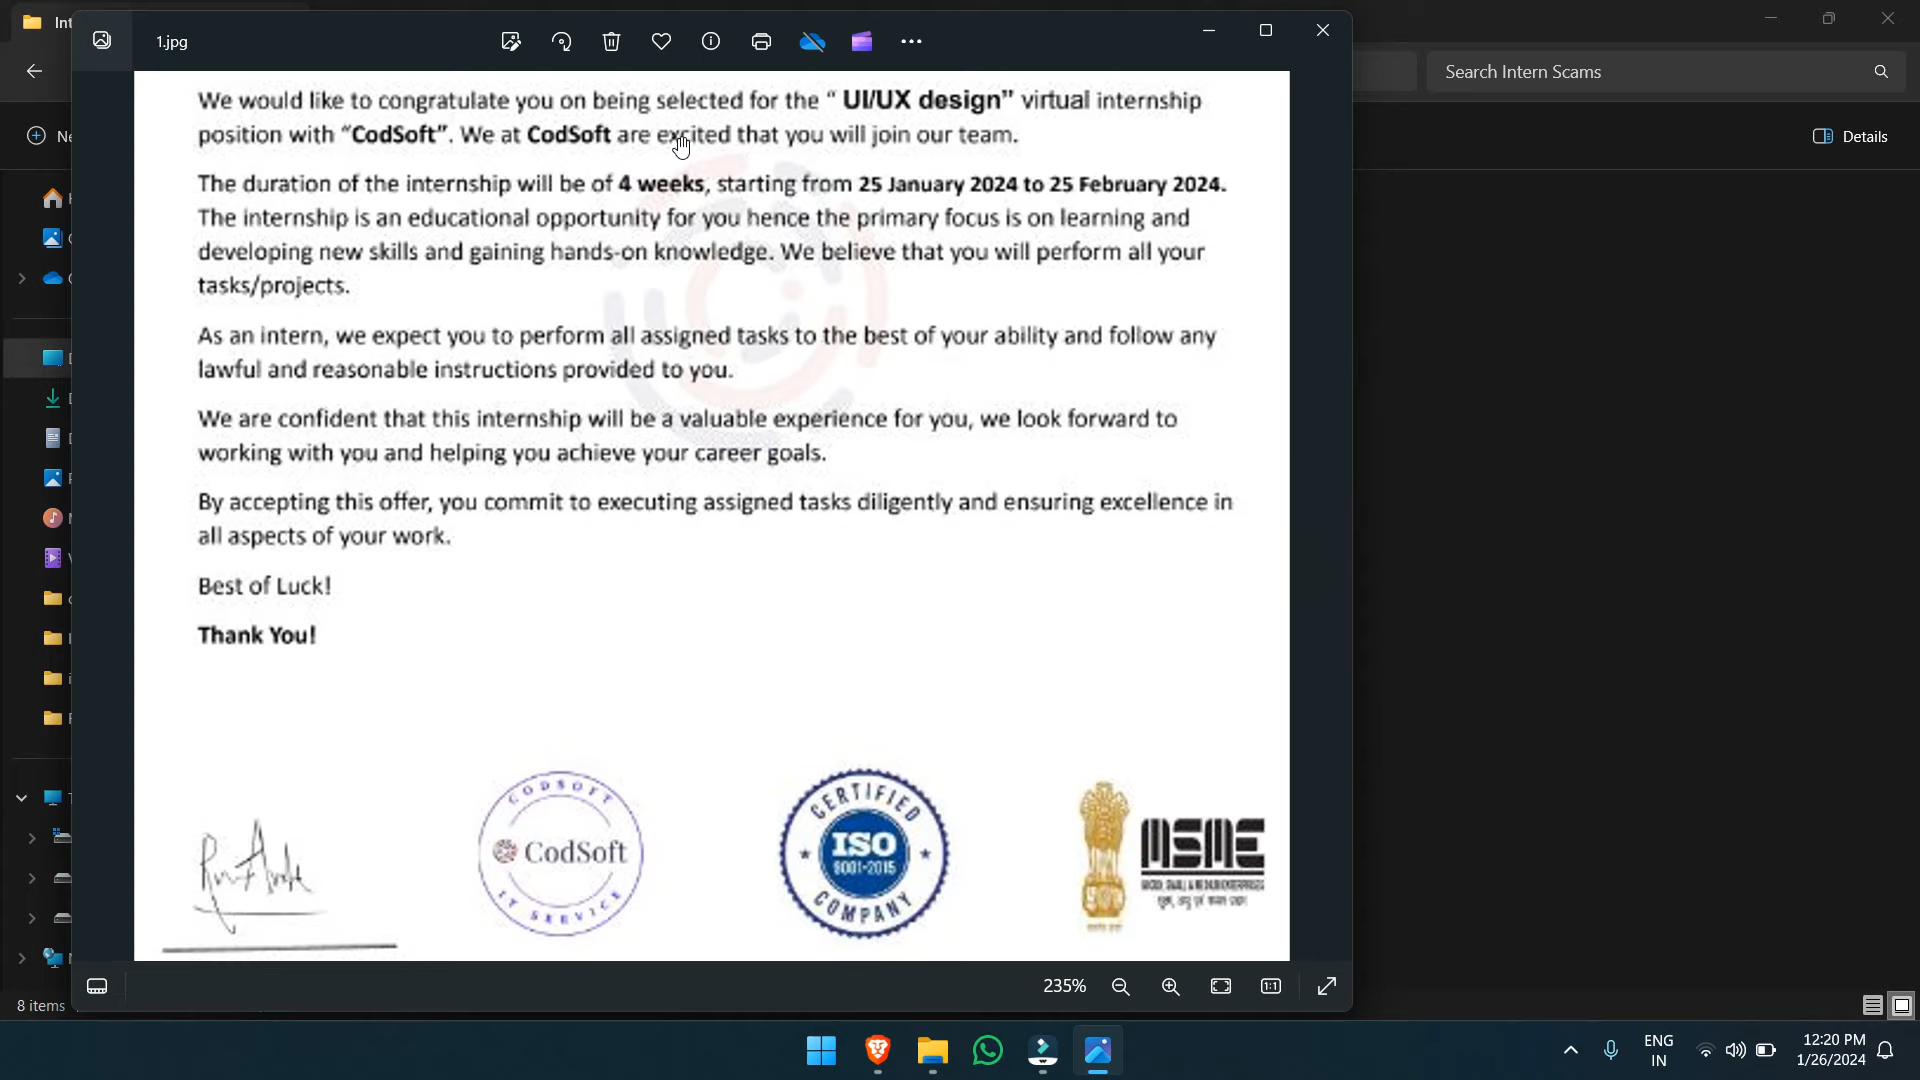 Int
1.jpg
Search Intern Scams
Ne
Details
We would like to congratulate you on being selected for the “ UI/UX design” virtual internship
position with “CodSoft”. We at CodSoft are excited that you will join our team.
The duration of the internship will be of 4 weeks, starting from 25 January 2024 to 25 February 2024.
The internship is an educational opportunity for you hence the primary focus is on learning and
developing new skills and gaining hands-on knowledge. We believe that you will perform all your
tasks/projects.
As an intern, we expect you to perform all assigned tasks to the best of your ability and follow any
lawful and reasonable instructions provided to you.
We are confident that this internship will be a valuable experience for you, we look forward to
working with you and helping you achieve your career goals.
By accepting this offer, you commit to executing assigned tasks diligently and ensuring excellence in
all aspects of your work.
Best of Luck!
Thank You!
CODSOFT
CodSoft
IT SERVICE
CERTIFIED
ISO
9001-2015
COMPANY
MSME
MICRO, SMALL & MEDIUM ENTERPRISES
235%
1:1
8 items
ENG
IN
12:20 PM
1/26/2024